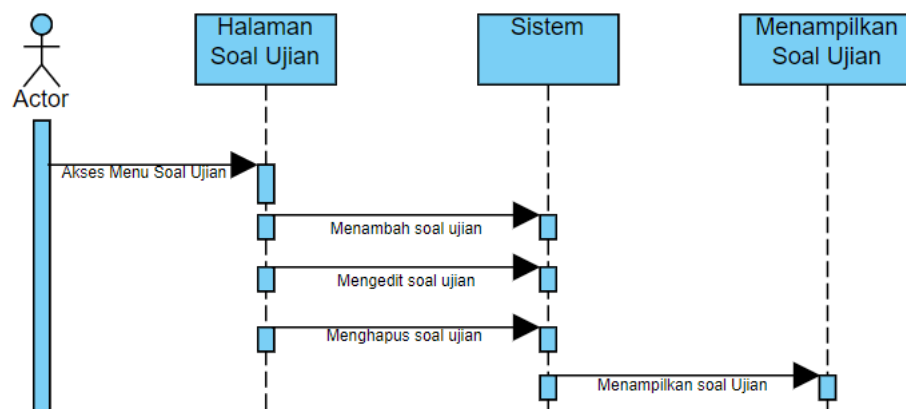 Halaman
Soal Ujian
Sistem
Menampilkan
Soal Ujian
Actor
Akses Menu Soal Ujian
Menambah soal ujian
Mengedit soal ujian
Menghapus soal ujian
Menampilkan soal Ujian